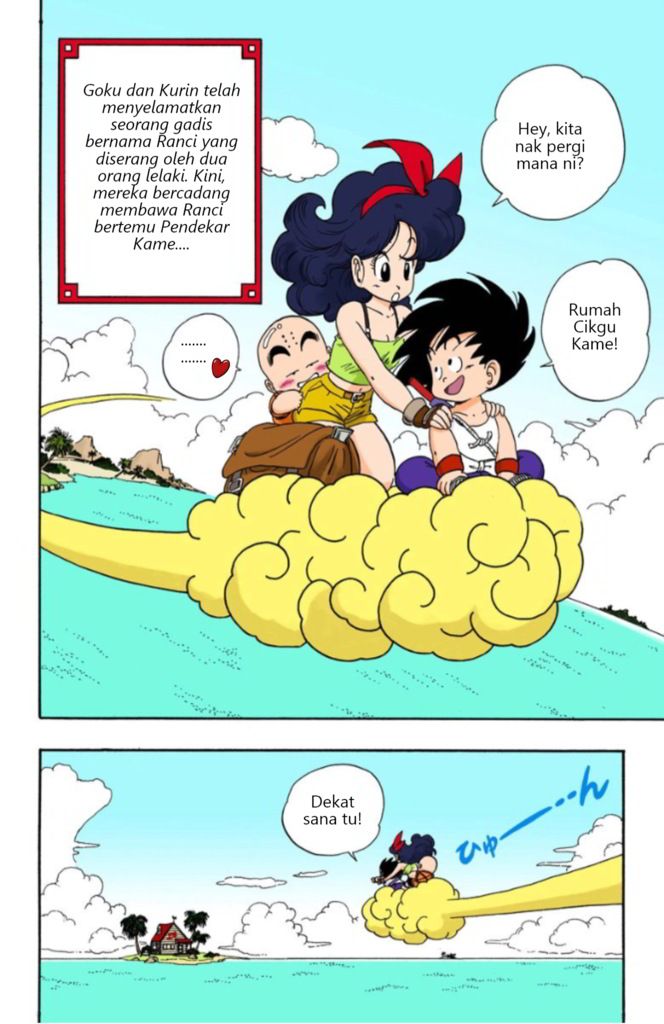 Goku dan Kurin telah
menyelamatkan
seorang gadis
bernama Ranci yang
diserang oleh dua
orang lelaki. Kini,
mereka bercadang
membawa Ranci
bertemu Pendekar
Kame....
Hey, kita
nak pergi
mana ni?
Rumah
Cikgu
Kame!
.......
.......
Dekat
sana tu!
ひゅー・・ん